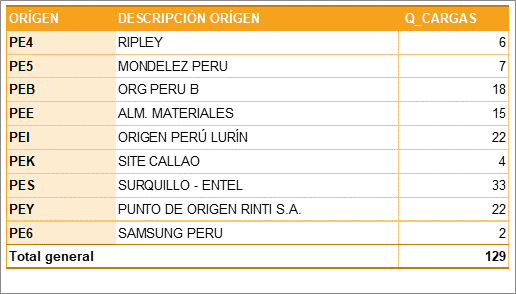 ORÍGEN DESCRIPCIÓN ORÍGEN Q_CARGAS
PE4 RIPLEY 6
PE5 MONDELEZ PERU 7
PEB ORG PERU B 18
PEE ALM. MATERIALES 15
PEI ORIGEN PERÚ LURÍN 22
PEK SITE CALLAO 4
PES SURQUILLO - ENTEL 33
PEY PUNTO DE ORIGEN RINTI S.A. 22
PE6 SAMSUNG PERU 2
Total general 129